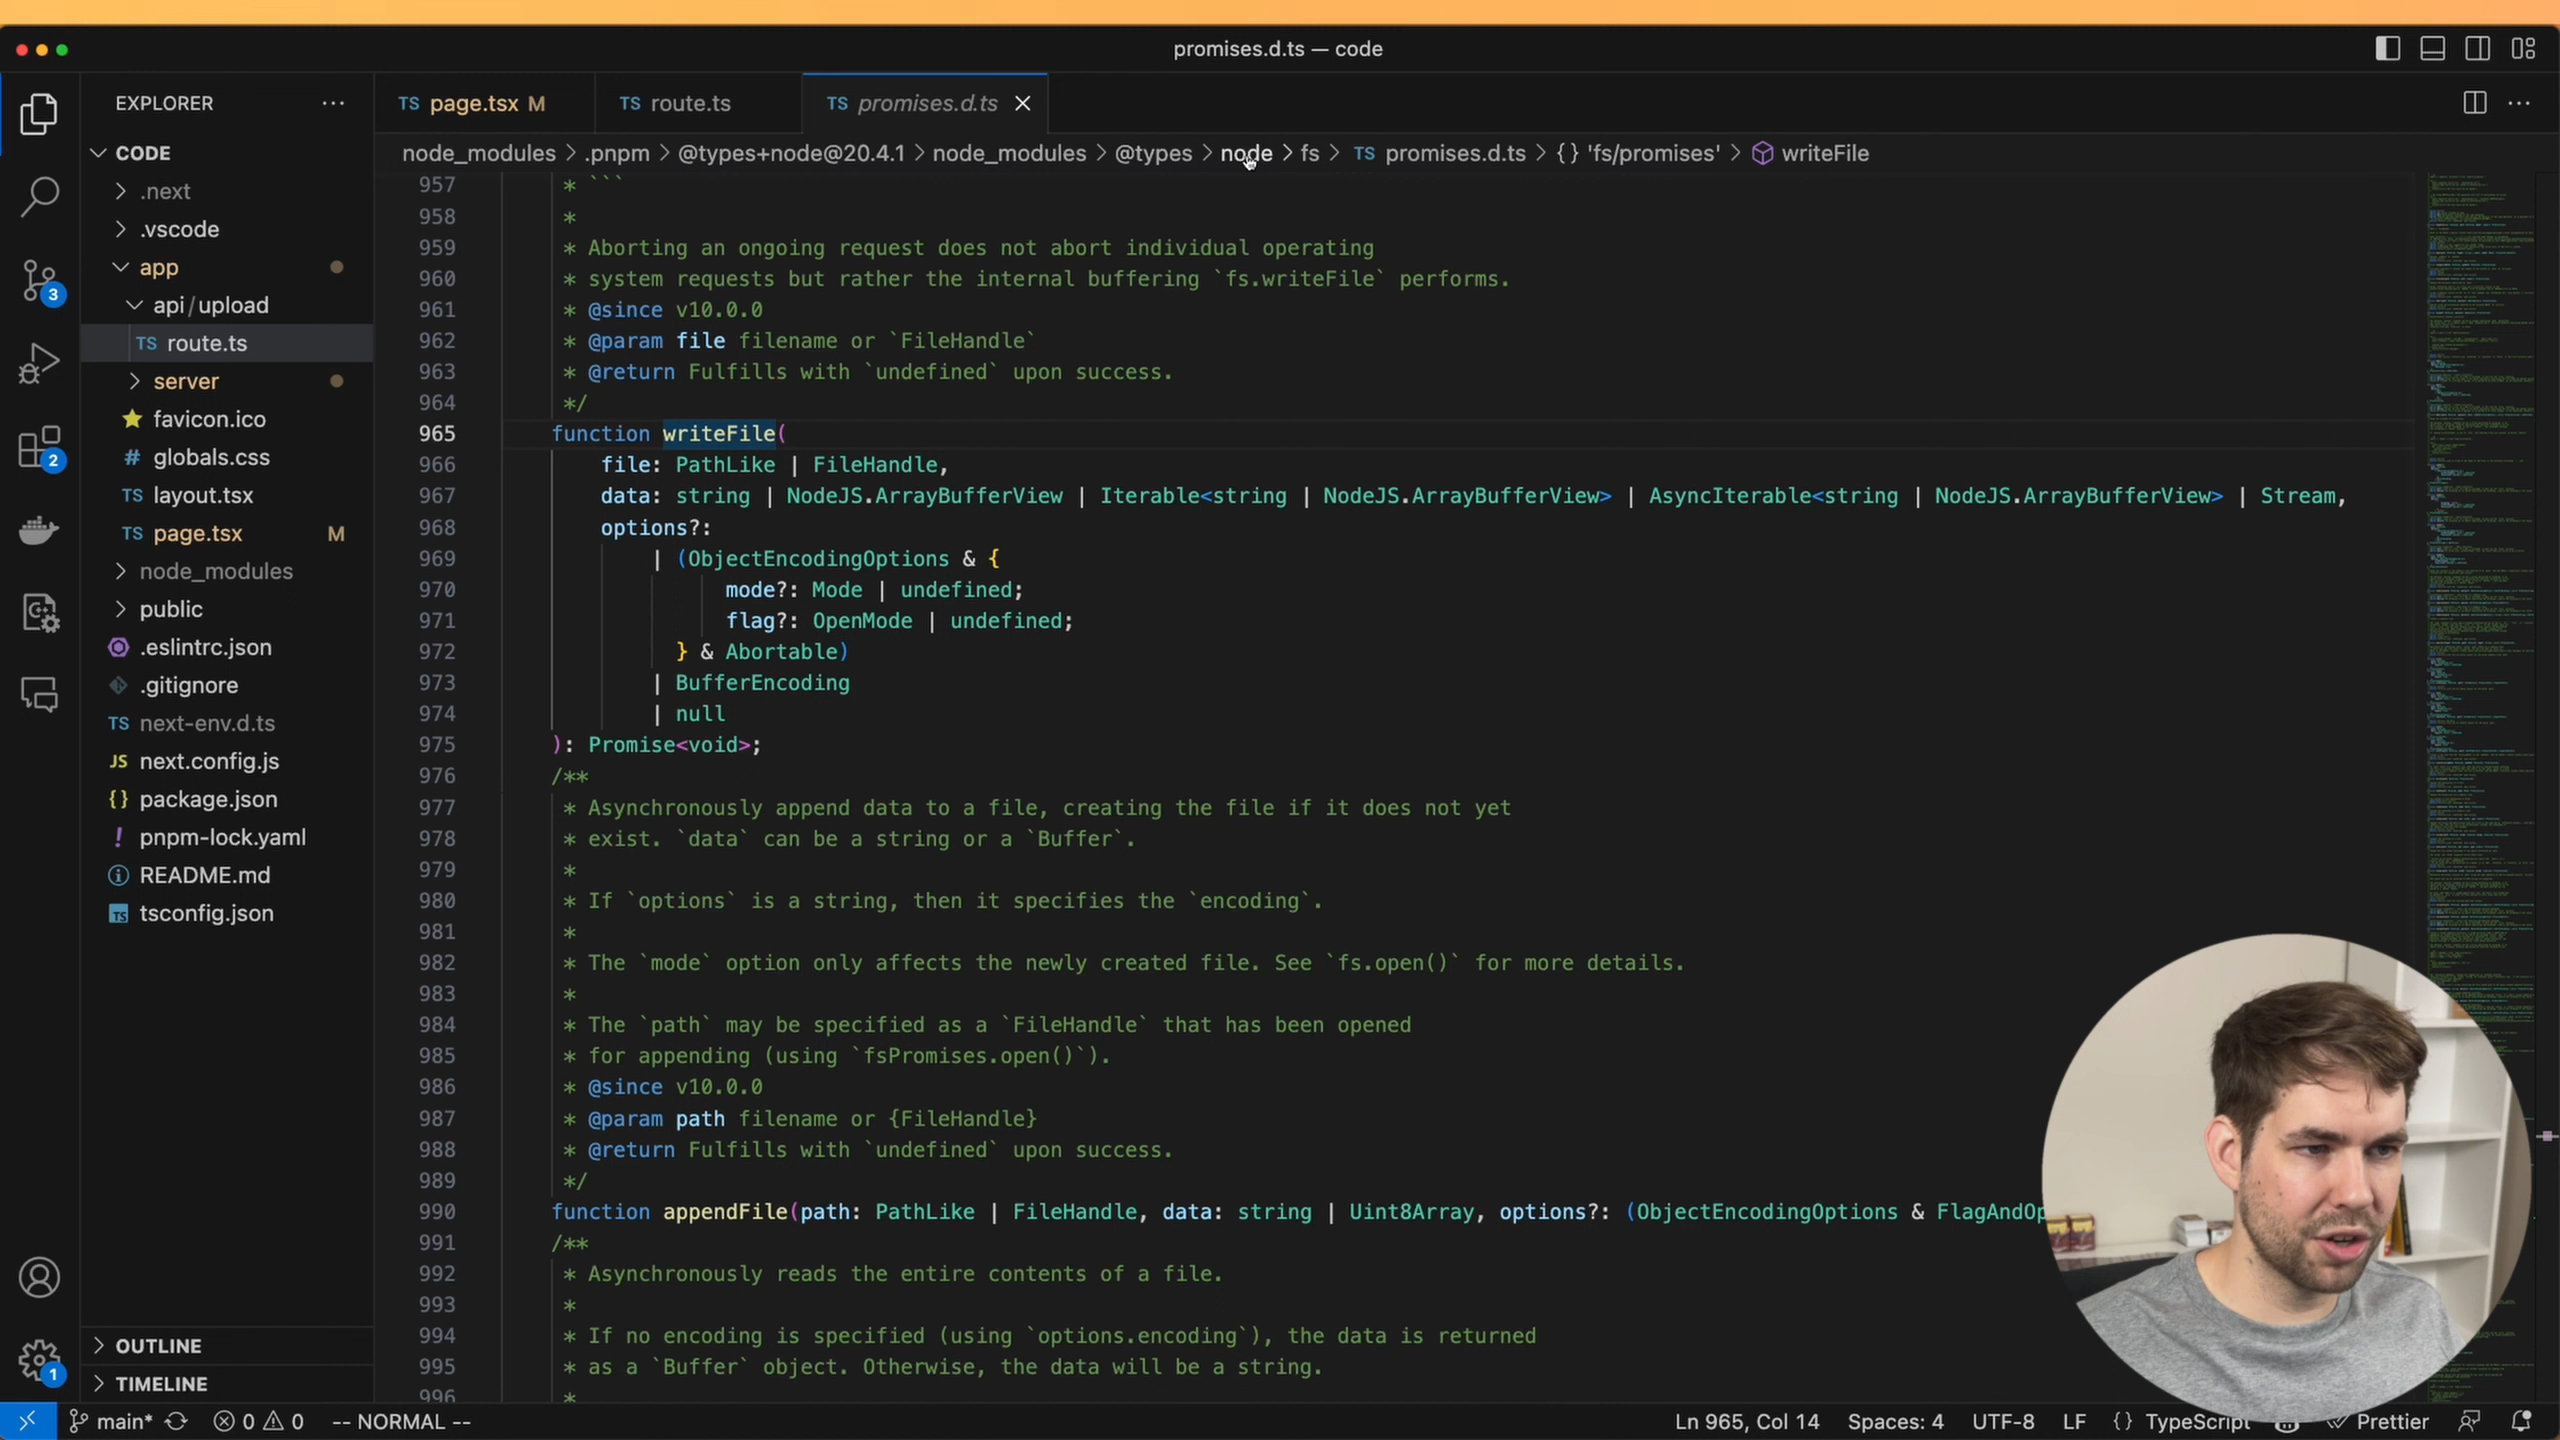 promises.d.ts — code
EXPLORER
TS page.tsx M
TS route.ts
TS promises.d.ts
node_modules > .pnpm > @types+node@20.4.1 > node_modules > @types > node > fs > TS promises.d.ts > {} 'fs/promises' > writeFile
CODE
.next
.vscode
app
api/upload
TS route.ts
server
favicon.ico
# globals.css
TS layout.tsx
TS page.tsx M
node_modules
public
.eslintrc.json
.gitignore
TS next-env.d.ts
JS next.config.js
{} package.json
! pnpm-lock.yaml
README.md
TS tsconfig.json
OUTLINE
TIMELINE
3
2
1
957 * ```
958 *
959 * Aborting an ongoing request does not abort individual operating
960 * system requests but rather the internal buffering `fs.writeFile` performs.
961 * @since v10.0.0
962 * @param file filename or `FileHandle`
963 * @return Fulfills with `undefined` upon success.
964 */
965 function writeFile(
966 file: PathLike | FileHandle,
967 data: string | NodeJS.ArrayBufferView | Iterable<string | NodeJS.ArrayBufferView> | AsyncIterable<string | NodeJS.ArrayBufferView> | Stream,
968 options?:
969 | (ObjectEncodingOptions & {
970 mode?: Mode | undefined;
971 flag?: OpenMode | undefined;
972 } & Abortable)
973 | BufferEncoding
974 | null
975 ): Promise<void>;
976 /**
977 * Asynchronously append data to a file, creating the file if it does not yet
978 * exist. `data` can be a string or a `Buffer`.
979 *
980 * If `options` is a string, then it specifies the `encoding`.
981 *
982 * The `mode` option only affects the newly created file. See `fs.open()` for more details.
983 *
984 * The `path` may be specified as a `FileHandle` that has been opened
985 * for appending (using `fsPromises.open()`).
986 * @since v10.0.0
987 * @param path filename or {FileHandle}
988 * @return Fulfills with `undefined` upon success.
989 */
990 function appendFile(path: PathLike | FileHandle, data: string | Uint8Array, options?: (ObjectEncodingOptions & FlagAndOp
991 /**
992 * Asynchronously reads the entire contents of a file.
993 *
994 * If no encoding is specified (using `options.encoding`), the data is returned
995 * as a `Buffer` object. Otherwise, the data will be a string.
996 *
main* 0 0 -- NORMAL -- Ln 965, Col 14 Spaces: 4 UTF-8 LF {} TypeScript Prettier